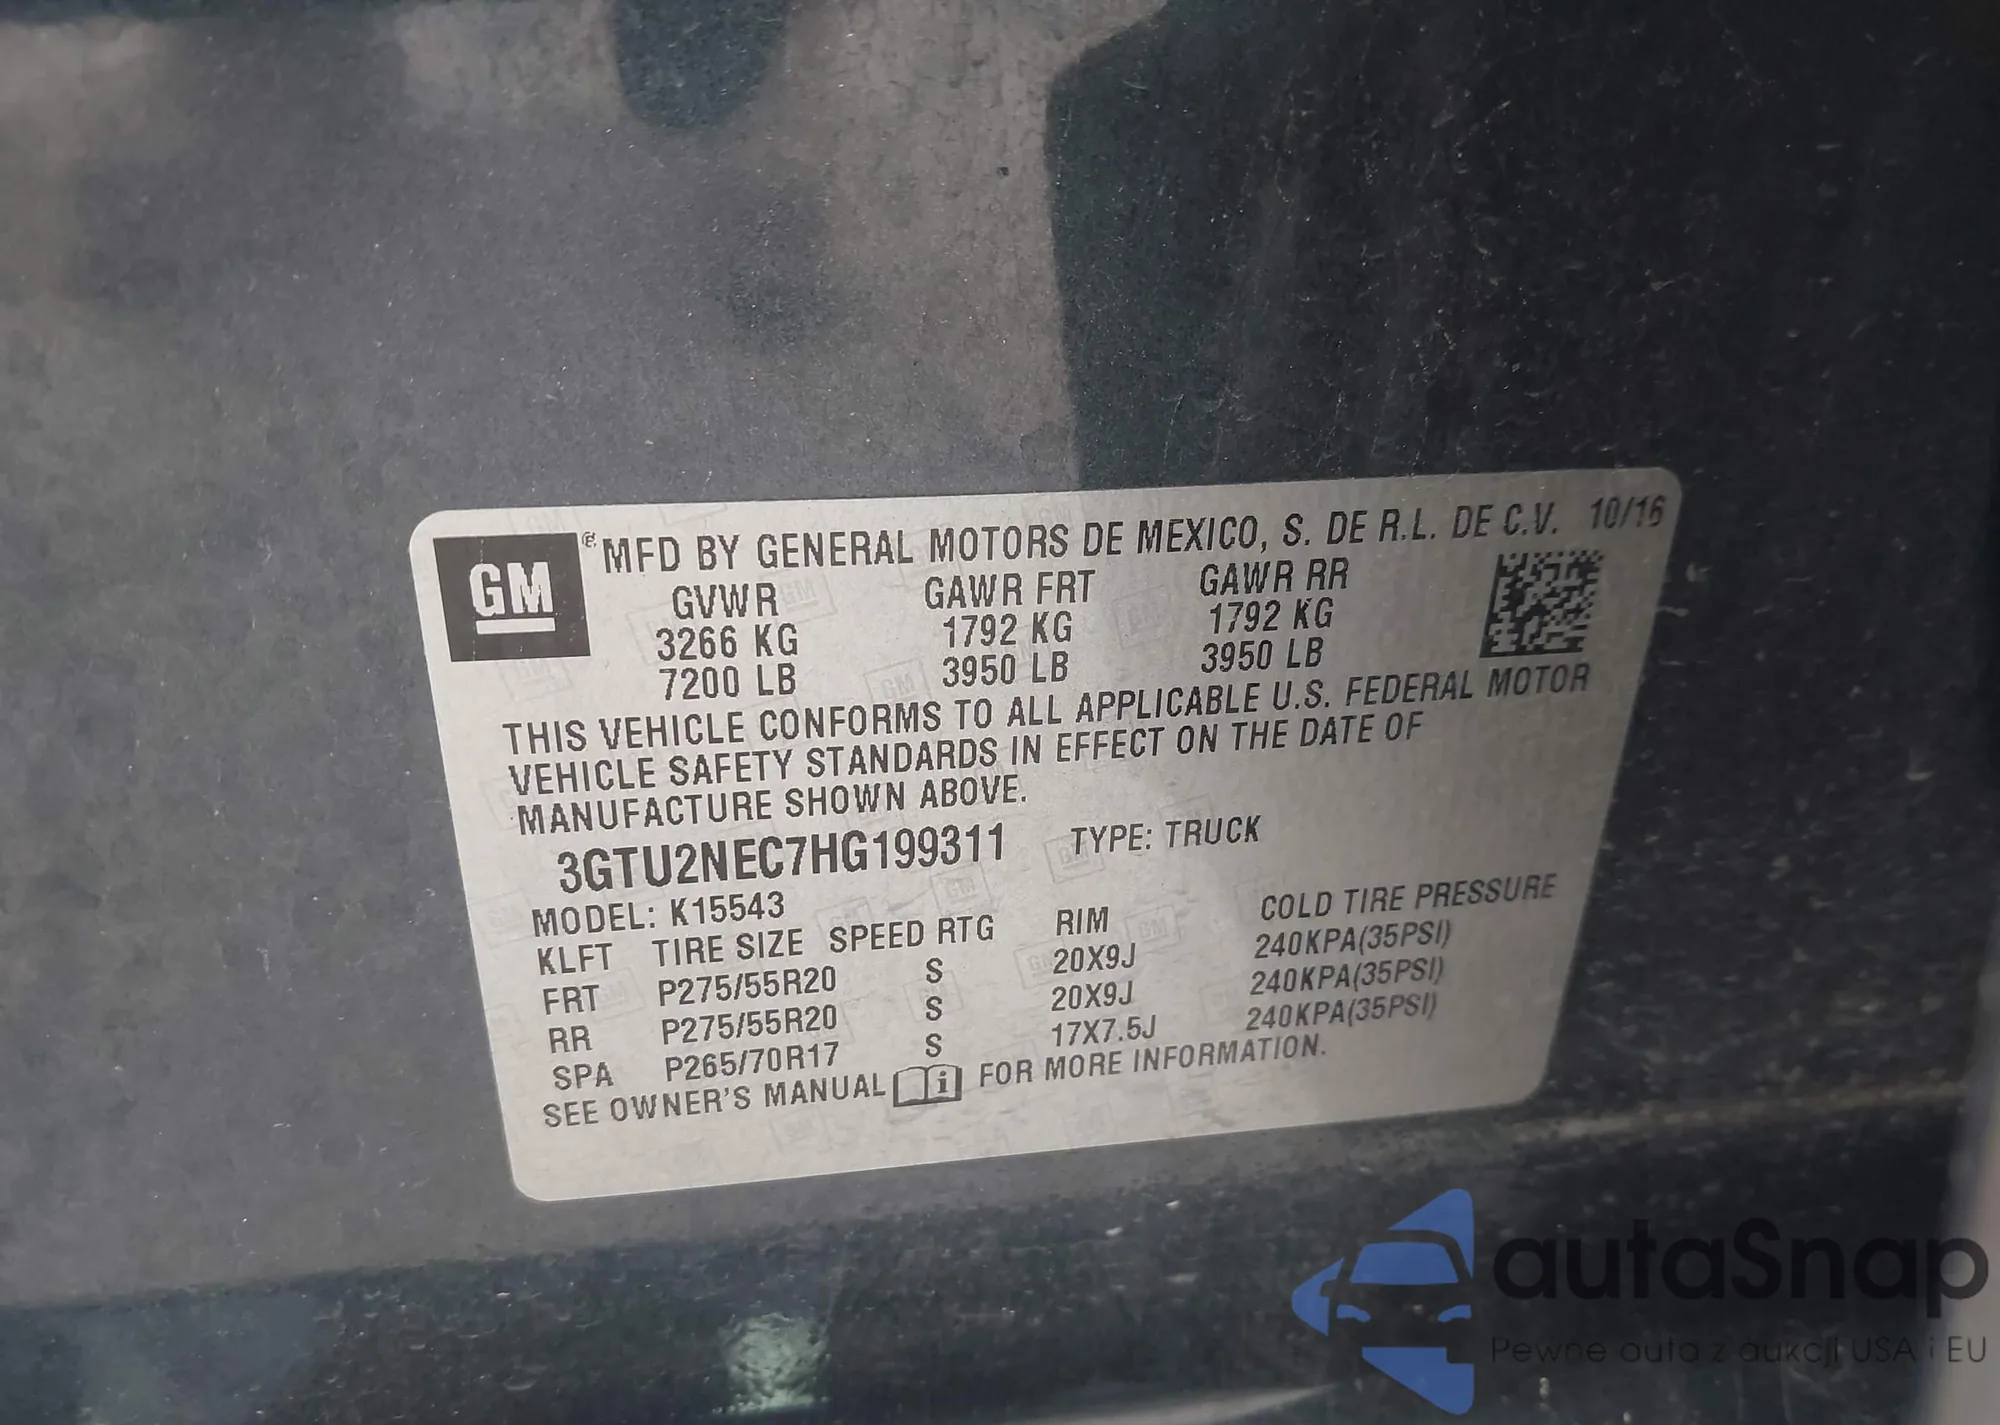 GM ® MFD BY GENERAL MOTORS DE MEXICO, S. DE R.L. DE C.V. 10/16
GVWR GAWR FRT GAWR RR
3266 KG 1792 KG 1792 KG
7200 LB 3950 LB 3950 LB
THIS VEHICLE CONFORMS TO ALL APPLICABLE U.S. FEDERAL MOTOR
VEHICLE SAFETY STANDARDS IN EFFECT ON THE DATE OF
MANUFACTURE SHOWN ABOVE.
3GTU2NEC7HG199311 TYPE: TRUCK
MODEL: K15543
KLFT TIRE SIZE SPEED RTG RIM COLD TIRE PRESSURE
FRT P275/55R20 S 20X9J 240KPA(35PSI)
RR P275/55R20 S 20X9J 240KPA(35PSI)
SPA P265/70R17 S 17X7.5J 240KPA(35PSI)
SEE OWNER'S MANUAL i FOR MORE INFORMATION.
autaSnap
Pewne auta z aukcji USA i EU